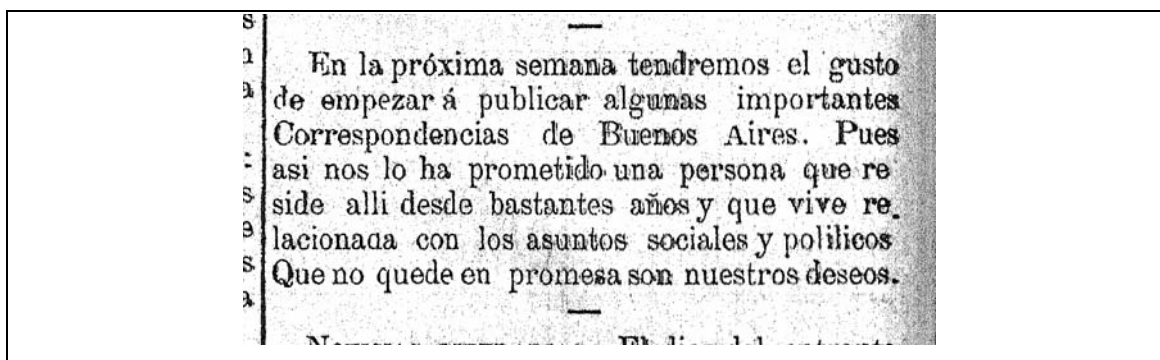 En la próxima semana tendremos el gusto
de empezar á publicar algunas importantes
Correspondencias de Buenos Aires. Pues
asi nos lo ha prometido una persona que re
side alli desde bastantes años y que vive re.
lacionada con los asuntos sociales y polilicos
Que no quede en promesa son nuestros deseos.